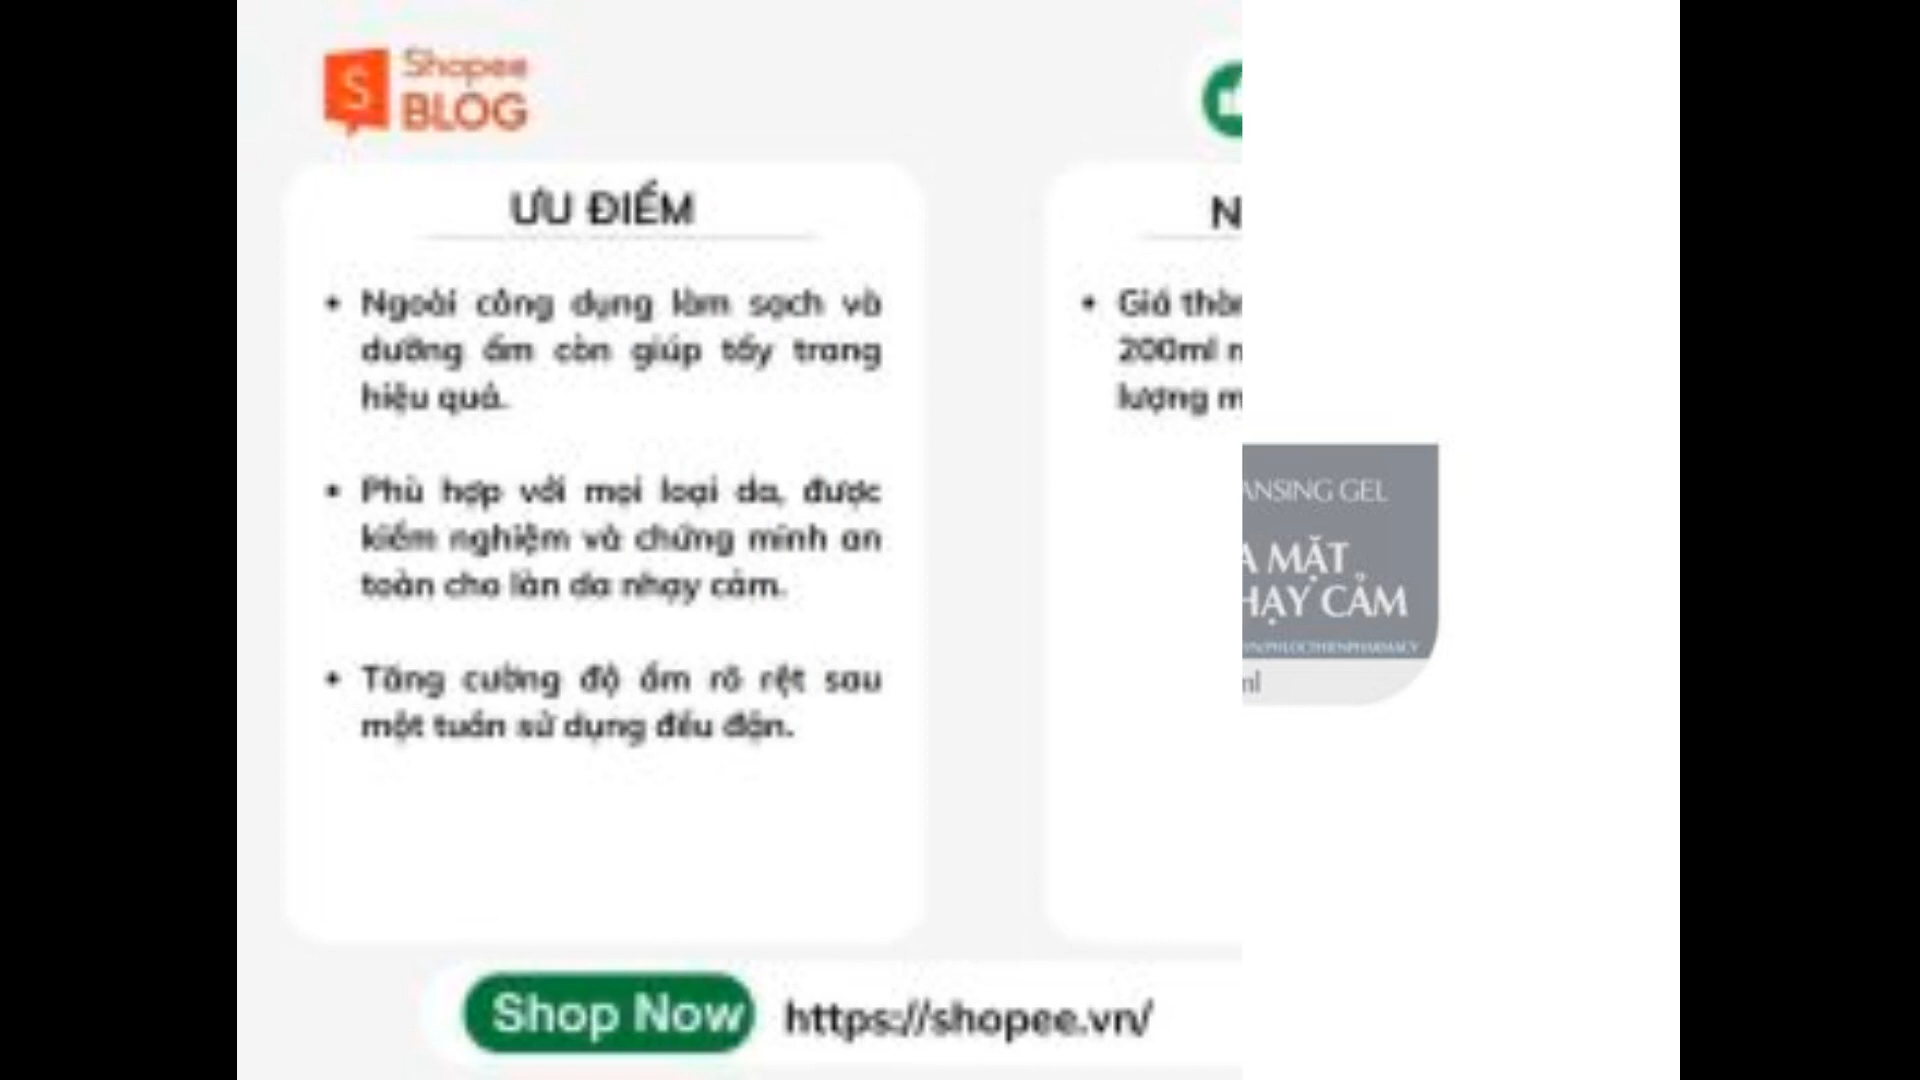 Shopee
BLOG
ƯU ĐIỂM
• Ngoài công dụng làm sạch và
dưỡng ẩm còn giúp tẩy trang
hiệu quả.
• Phù hợp với mọi loại da, được
kiểm nghiệm và chứng minh an
toàn cho làn da nhạy cảm.
• Tăng cường độ ẩm rõ rệt sau
một tuần sử dụng đều đặn.
• Giá
200ml
lượng
GEL
MẶT
CẢM
ml
Shop Now
https://shopee.vn/